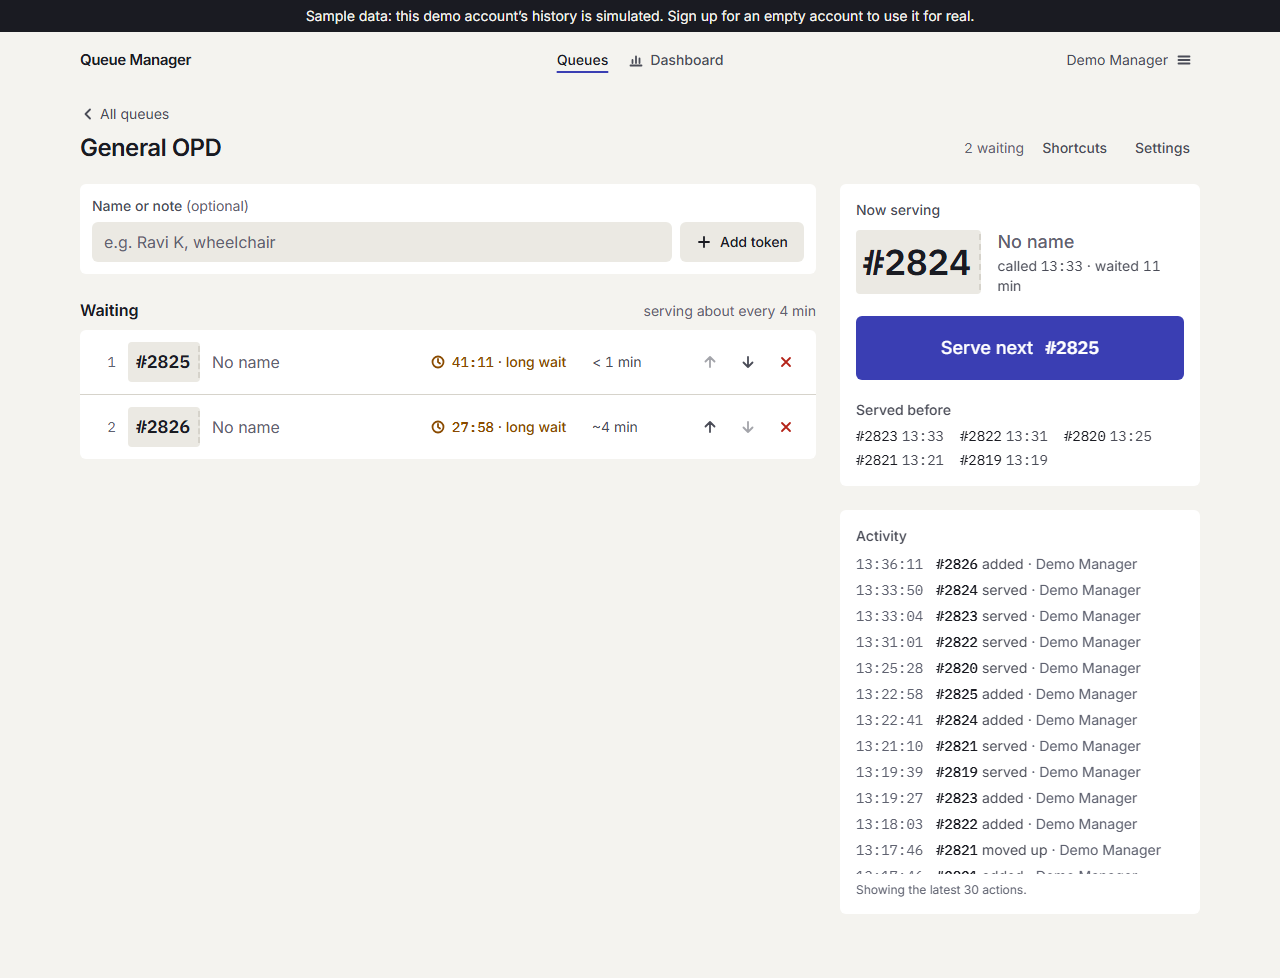 Sample data: this demo account’s history is simulated. Sign up for an empty account to use it for real.
Queue Manager
Queues
Dashboard
Demo Manager
All queues
General OPD
2 waiting
Shortcuts
Settings
Name or note (optional)
e.g. Ravi K, wheelchair
Add token
Waiting
serving about every 4 min
1 #2825 No name 41:11 · long wait < 1 min
2 #2826 No name 27:58 · long wait ~4 min
Now serving
#2824
No name
called 13:33 · waited 11
min
Serve next #2825
Served before
#2823 13:33 #2822 13:31 #2820 13:25
#2821 13:21 #2819 13:19
Activity
13:36:11 #2826 added · Demo Manager
13:33:50 #2824 served · Demo Manager
13:33:04 #2823 served · Demo Manager
13:31:01 #2822 served · Demo Manager
13:25:28 #2820 served · Demo Manager
13:22:58 #2825 added · Demo Manager
13:22:41 #2824 added · Demo Manager
13:21:10 #2821 served · Demo Manager
13:19:39 #2819 served · Demo Manager
13:19:27 #2823 added · Demo Manager
13:18:03 #2822 added · Demo Manager
13:17:46 #2821 moved up · Demo Manager
Showing the latest 30 actions.